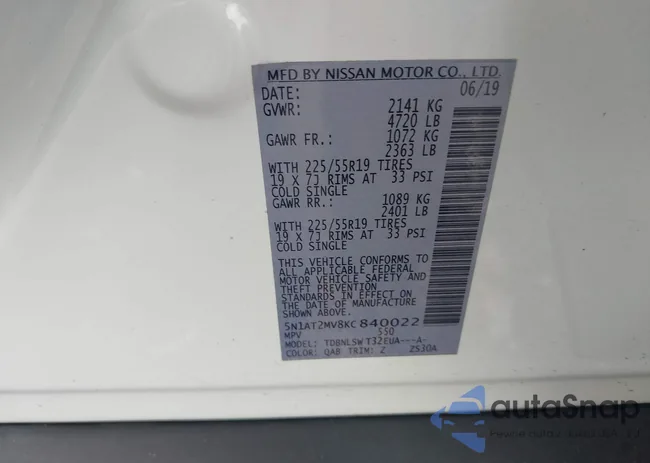 MFD BY NISSAN MOTOR CO., LTD.
DATE: 06/19
GVWR: 2141 KG
4720 LB
GAWR FR.: 1072 KG
2363 LB
WITH 225/55R19 TIRES
19 X 7J RIMS AT 33 PSI
COLD SINGLE
GAWR RR.: 1089 KG
2401 LB
WITH 225/55R19 TIRES
19 X 7J RIMS AT 33 PSI
COLD SINGLE
THIS VEHICLE CONFORMS TO
ALL APPLICABLE FEDERAL
MOTOR VEHICLE SAFETY AND
THEFT PREVENTION
STANDARDS IN EFFECT ON
THE DATE OF MANUFACTURE
SHOWN ABOVE.
5N1AT2MV8KC840022
MPV 550
MODEL: TDBNLSW T32EUA---A-
COLOR: QAB TRIM: Z ZS30A
autoSnap